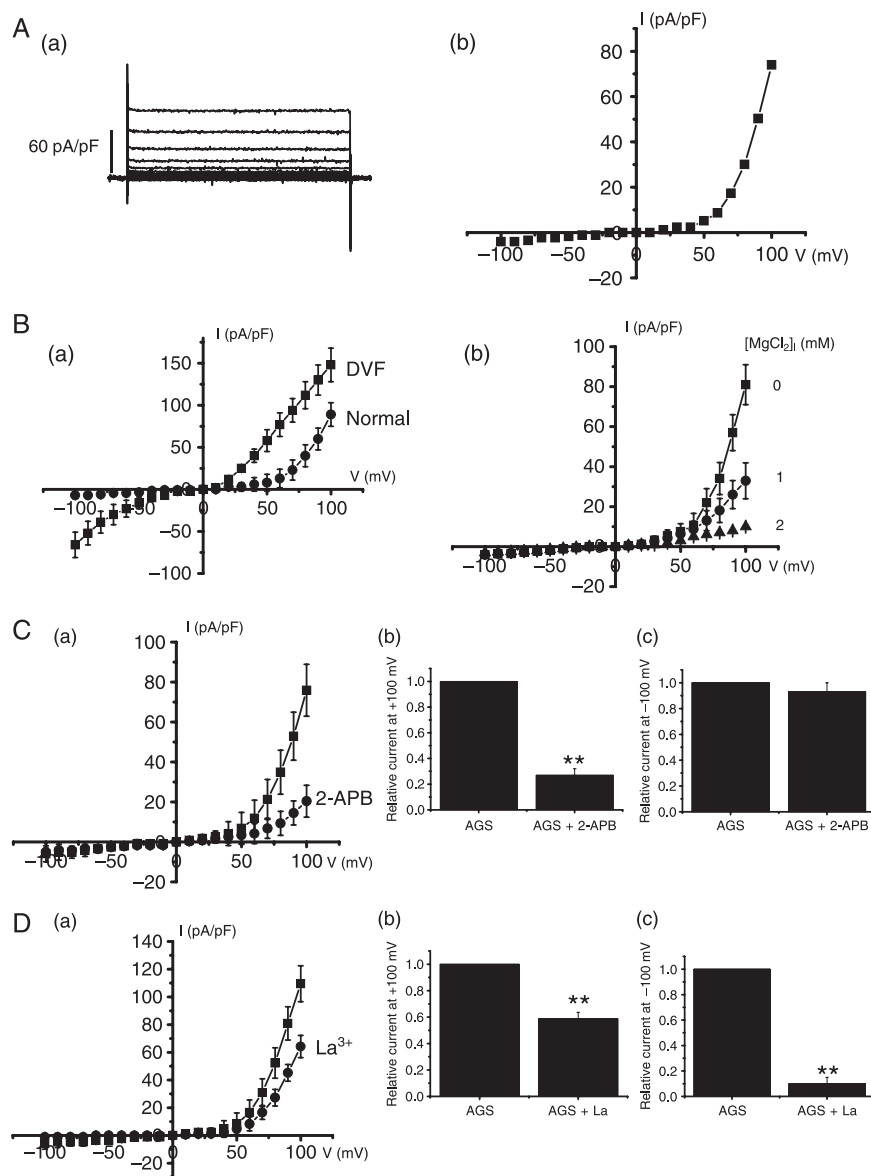 A
(a)
60 pA/pF
(b)
I (pA/pF)
80
60
40
20
0
−20
−100
−50
0
50
100
V (mV)
B
(a)
I (pA/pF)
150
100
50
0
−50
−100
DVF
Normal
V (mV)
−100
−50
0
50
100
(b)
I (pA/pF)
[MgCl₂]ᵢ (mM)
100
80
60
40
20
0
−20
0
1
2
−100
−50
0
50
100
V (mV)
C
(a)
I (pA/pF)
100
80
60
40
20
0
−20
2-APB
−100
−50
0
50
100
V (mV)
(b)
Relative current at +100 mV
1.0
0.8
0.6
0.4
0.2
0.0
**
AGS
AGS + 2-APB
(c)
Relative current at −100 mV
1.0
0.8
0.6
0.4
0.2
0.0
AGS
AGS + 2-APB
D
(a)
I (pA/pF)
140
120
100
80
60
40
20
0
−20
La³⁺
−100
−50
0
50
100
V (mV)
(b)
Relative current at +100 mV
1.0
0.8
0.6
0.4
0.2
0.0
**
AGS
AGS + La
(c)
Relative current at −100 mV
1.0
0.8
0.6
0.4
0.2
0.0
**
AGS
AGS + La